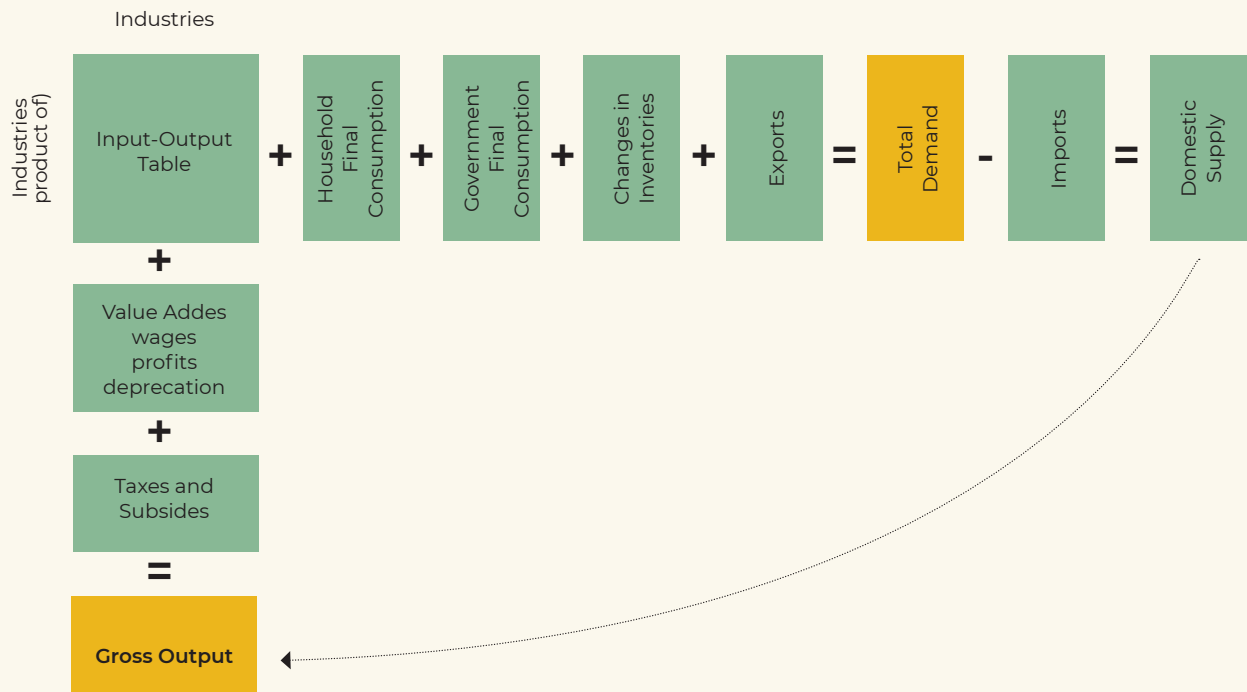 Industries
Industries
product of)
Input-Output
Table
+
Household
Final
Consumption
+
Government
Final
Consumption
+
Changes in
Inventories
+
Exports
=
Total
Demand
-
Imports
=
Domestic
Supply
+
Value Addes
wages
profits
deprecation
+
Taxes and
Subsides
=
Gross Output